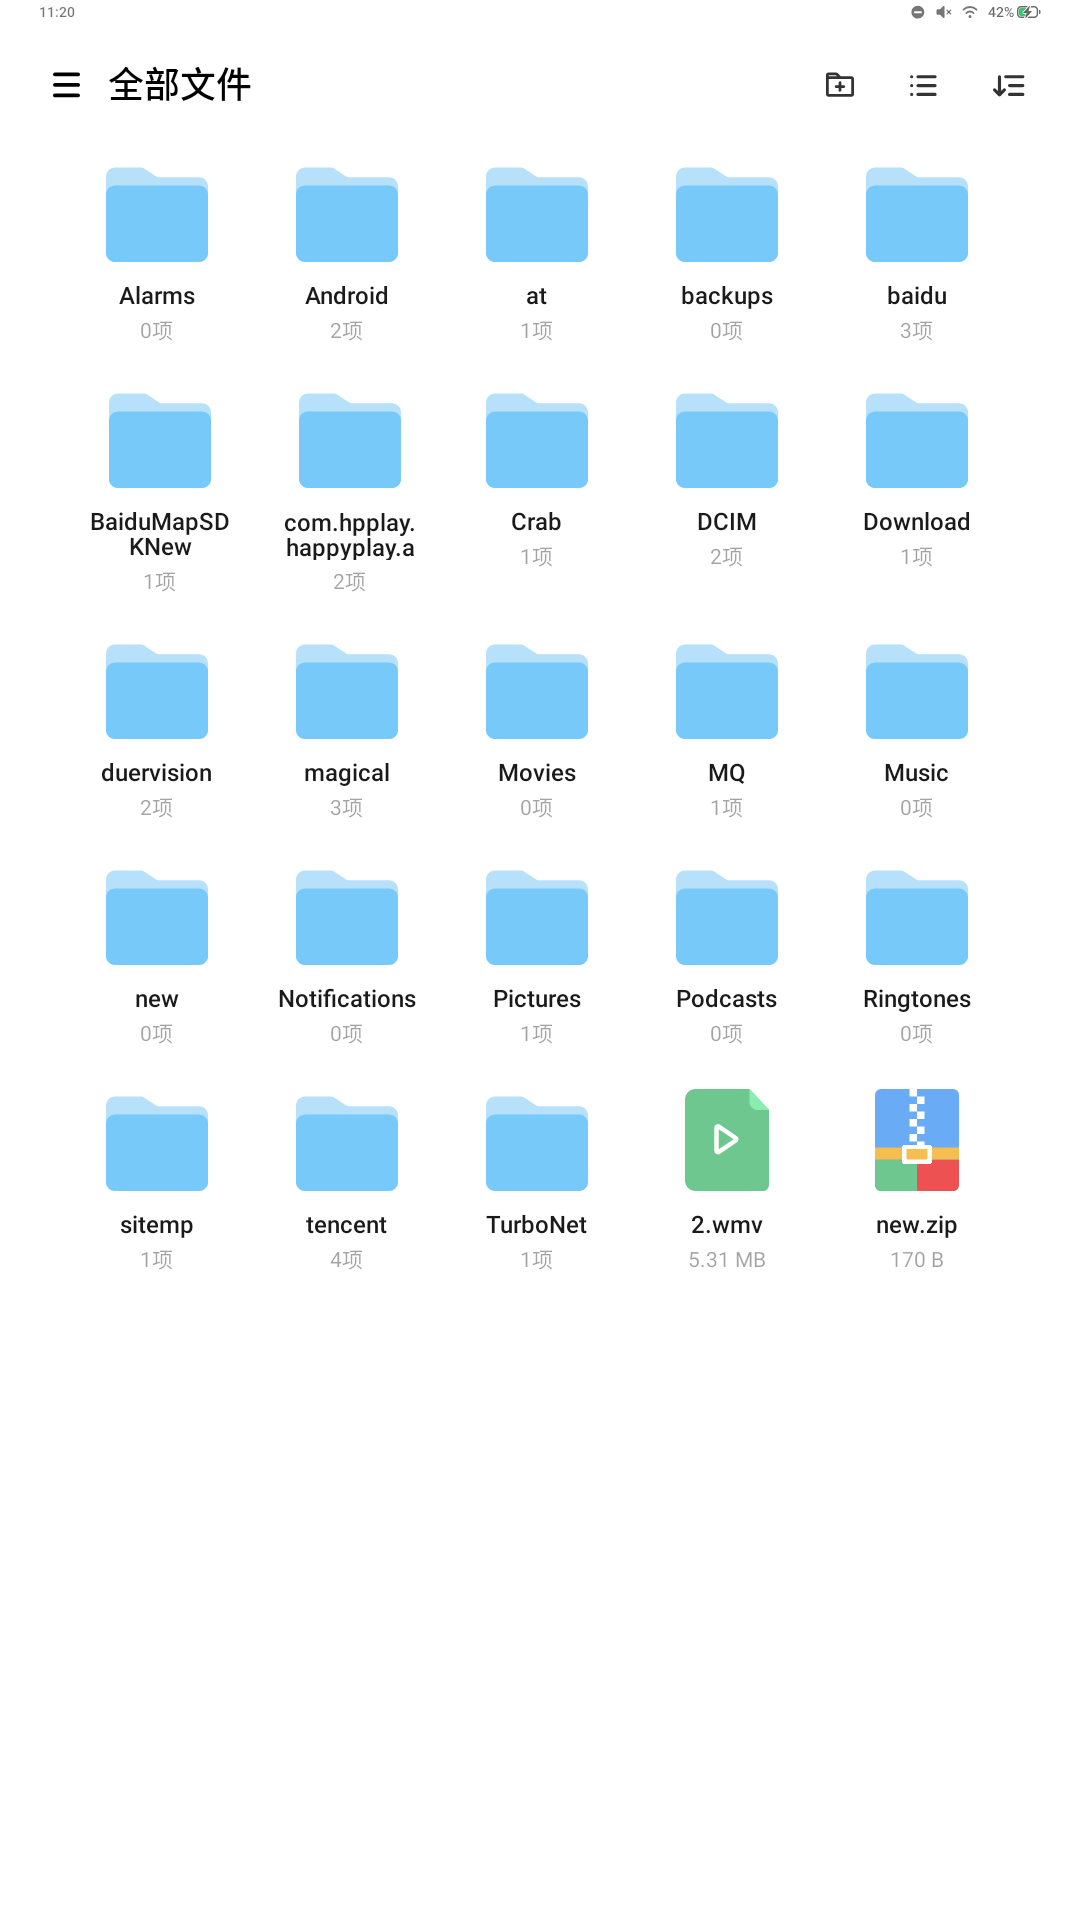 11:20
42%
全部文件
Alarms
0项
Android
2项
at
1项
backups
0项
baidu
3项
BaiduMapSD
KNew
1项
com.hpplay.
happyplay.a
2项
Crab
1项
DCIM
2项
Download
1项
duervision
2项
magical
3项
Movies
0项
MQ
1项
Music
0项
new
0项
Notifications
0项
Pictures
1项
Podcasts
0项
Ringtones
0项
sitemp
1项
tencent
4项
TurboNet
1项
2.wmv
5.31 MB
new.zip
170 B